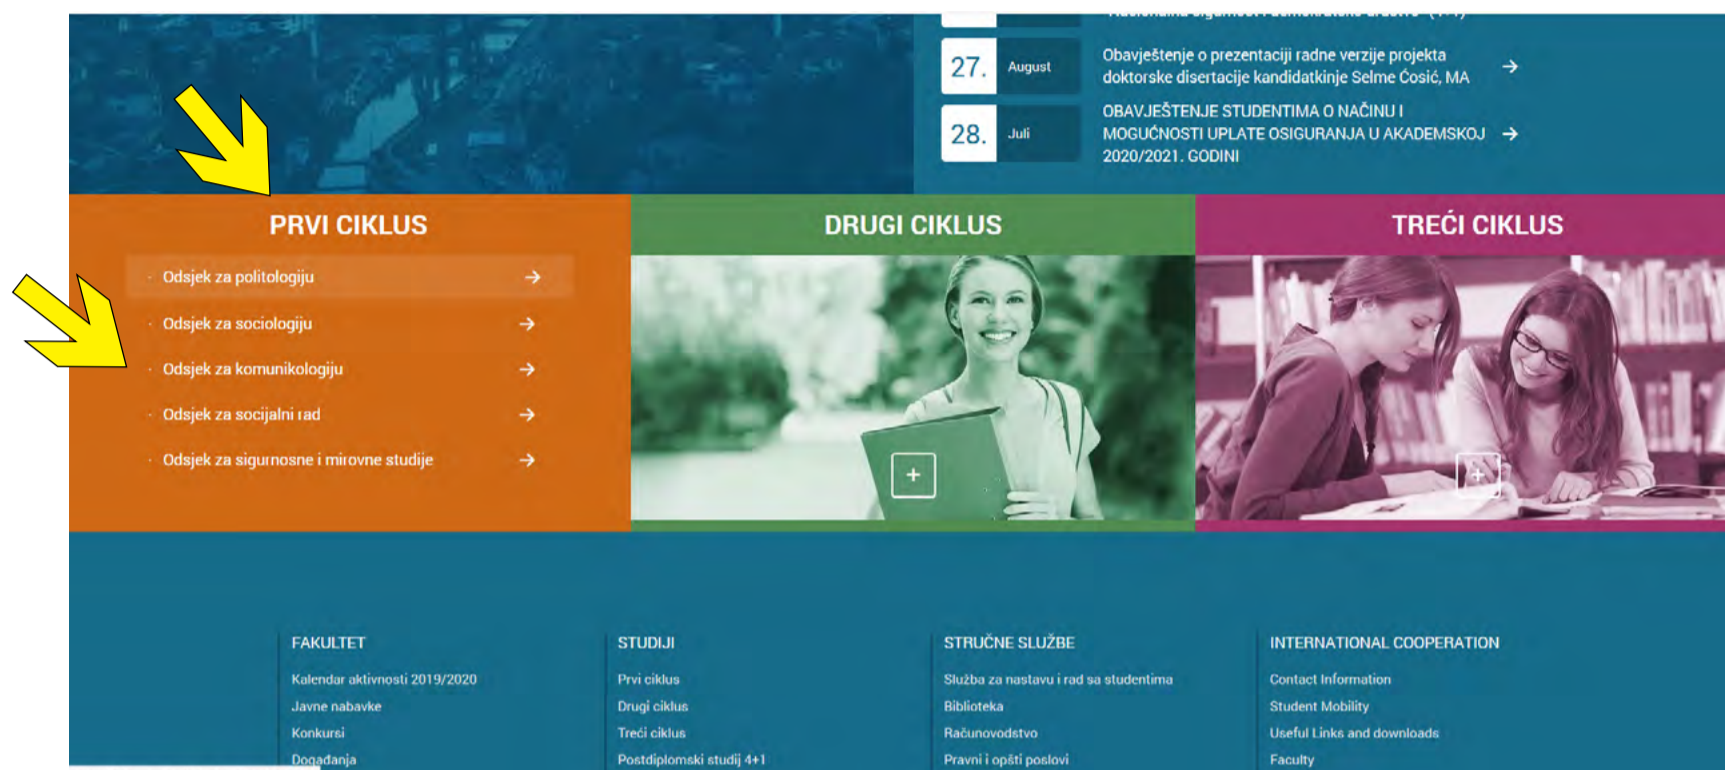 27. August
Obavještenje o prezentaciji radne verzije projekta
doktorske disertacije kandidatkinje Selme Ćosić, MA
28. Juli
OBAVJEŠTENJE STUDENTIMA O NAČINU I
MOGUĆNOSTI UPLATE OSIGURANJA U AKADEMSKOJ
2020/2021. GODINI
PRVI CIKLUS
Odsjek za politologiju
Odsjek za sociologiju
Odsjek za komunikologiju
Odsjek za socijalni rad
Odsjek za sigurnosne i mirovne studije
DRUGI CIKLUS
TREĆI CIKLUS
FAKULTET
Kalendar aktivnosti 2019/2020
Javne nabavke
Konkursi
Događanja
STUDIJI
Prvi ciklus
Drugi ciklus
Treći ciklus
Postdiplomski studij 4+1
STRUČNE SLUŽBE
Služba za nastavu i rad sa studentima
Biblioteka
Računovodstvo
Pravni i opšti poslovi
INTERNATIONAL COOPERATION
Contact Information
Student Mobility
Useful Links and downloads
Faculty